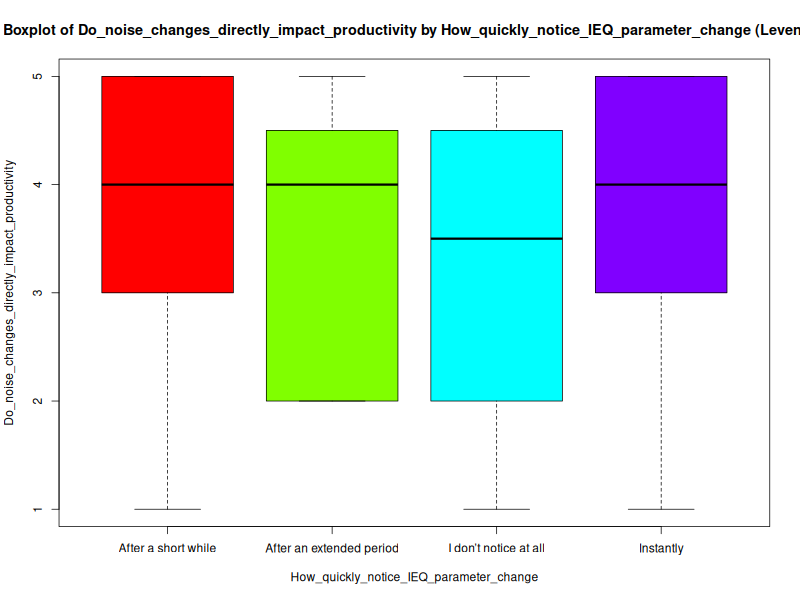 Boxplot of Do_noise_changes_directly_impact_productivity by How_quickly_notice_IEQ_parameter_change (Leven
Do_noise_changes_directly_impact_productivity
5
4
3
2
1
After a short while
After an extended period
I don't notice at all
Instantly
How_quickly_notice_IEQ_parameter_change